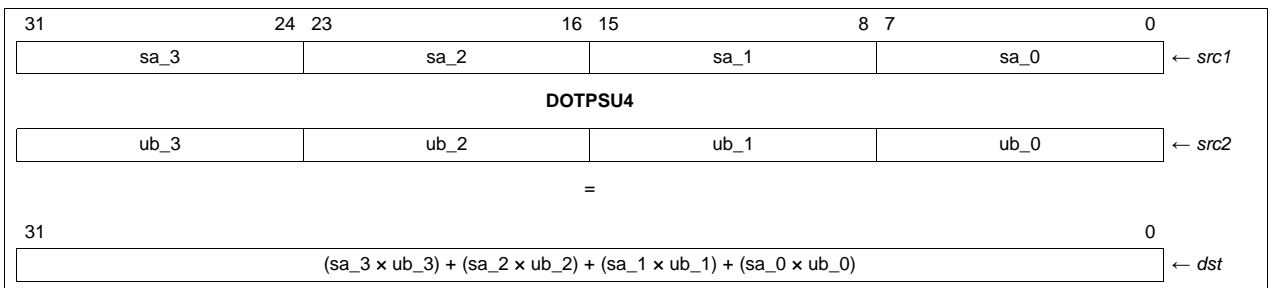 31 24 23 16 15 8 7 0
sa_3 sa_2 sa_1 sa_0 ← src1
DOTPSU4
ub_3 ub_2 ub_1 ub_0 ← src2
=
31 0
(sa_3 × ub_3) + (sa_2 × ub_2) + (sa_1 × ub_1) + (sa_0 × ub_0) ← dst